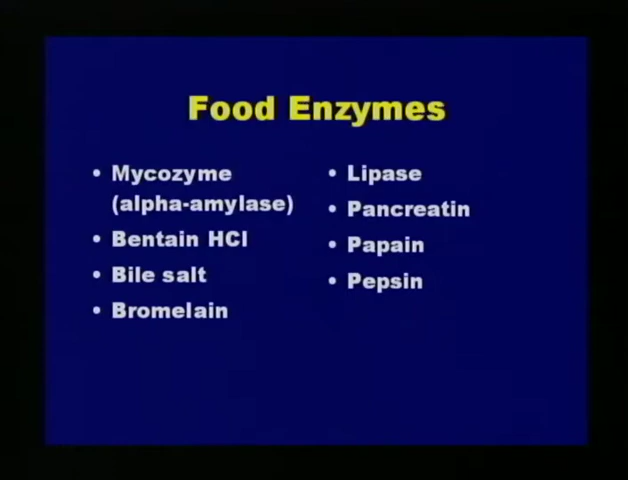 Food Enzymes
• Mycozyme
(alpha-amylase)
• Bentain HCl
• Bile salt
• Bromelain
• Lipase
• Pancreatin
• Papain
• Pepsin